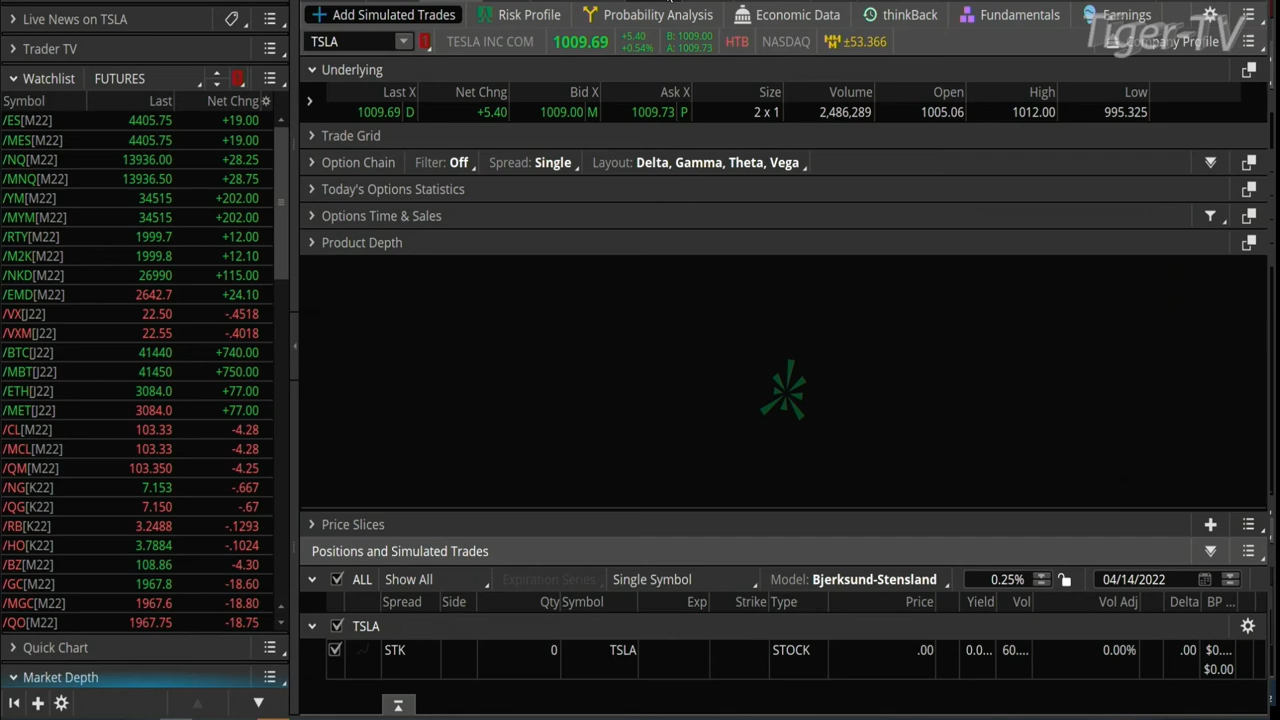 Live News on TSLA
Trader TV
Watchlist FUTURES
Symbol Last Net Chng
/ES[M22] 4405.75 +19.00
/MES[M22] 4405.75 +19.00
/NQ[M22] 13936.00 +28.25
/MNQ[M22] 13936.50 +28.75
/YM[M22] 34515 +202.00
/MYM[M22] 34515 +202.00
/RTY[M22] 1999.7 +12.00
/M2K[M22] 1999.8 +12.10
/NKD[M22] 26990 +115.00
/EMD[M22] 2642.7 +24.10
/VX[J22] 22.50 -.4518
/VXM[J22] 22.55 -.4018
/BTC[J22] 41440 +740.00
/MBT[J22] 41450 +750.00
/ETH[J22] 3084.0 +77.00
/MET[J22] 3084.0 +77.00
/CL[M22] 103.33 -4.28
/MCL[M22] 103.33 -4.28
/QM[M22] 103.350 -4.25
/NG[K22] 7.153 -.667
/QG[K22] 7.150 -.67
/RB[K22] 3.2488 -.1293
/HO[K22] 3.7884 -.1024
/BZ[M22] 108.86 -4.30
/GC[M22] 1967.8 -18.60
/MGC[M22] 1967.6 -18.80
/QO[M22] 1967.75 -18.75
Quick Chart
Market Depth
Add Simulated Trades Risk Profile Probability Analysis Economic Data thinkBack Fundamentals Earnings
Tiger-TV
TSLA 1 TESLA INC COM 1009.69 +5.40 +0.54% B: 1009.00 A: 1009.73 HTB NASDAQ ±53.366 Company Profile
Underlying
Last X Net Chng Bid X Ask X Size Volume Open High Low
1009.69 D +5.40 1009.00 M 1009.73 P 2 x 1 2,486,289 1005.06 1012.00 995.325
Trade Grid
Option Chain Filter: Off Spread: Single Layout: Delta, Gamma, Theta, Vega
Today's Options Statistics
Options Time & Sales
Product Depth
Price Slices
Positions and Simulated Trades
ALL Show All Expiration Series Single Symbol Model: Bjerksund-Stensland 0.25% 04/14/2022
Spread Side Qty Symbol Exp Strike Type Price Yield Vol Vol Adj Delta BP ...
TSLA
STK 0 TSLA STOCK .00 0.0... 60.... 0.00% .00 $0....
$0.00